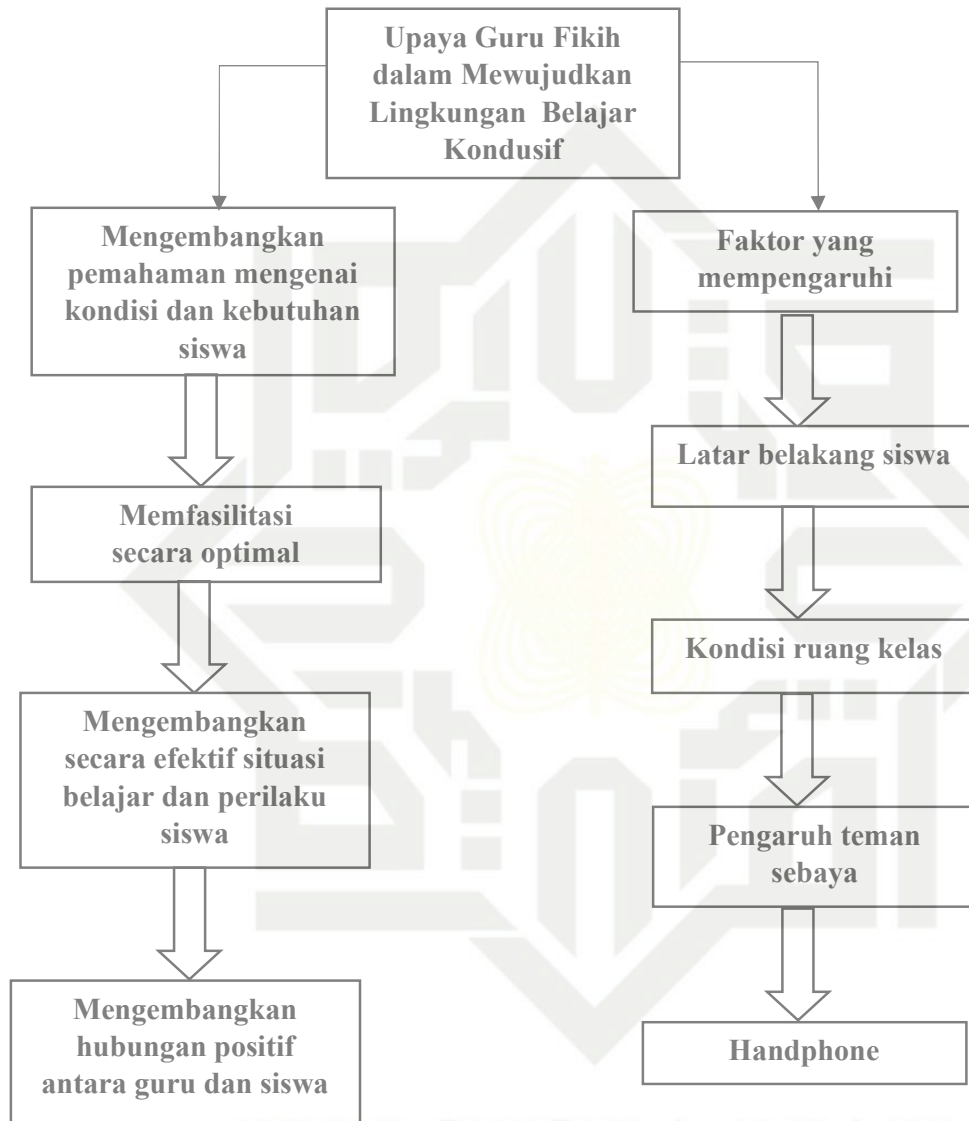 Upaya Guru Fikih
dalam Mewujudkan
Lingkungan Belajar
Kondusif
Mengembangkan
pemahaman mengenai
kondisi dan kebutuhan
siswa
Memfasilitasi
secara optimal
Mengembangkan
secara efektif situasi
belajar dan perilaku
siswa
Mengembangkan
hubungan positif
antara guru dan siswa
Faktor yang
mempengaruhi
Latar belakang siswa
Kondisi ruang kelas
Pengaruh teman
sebaya
Handphone